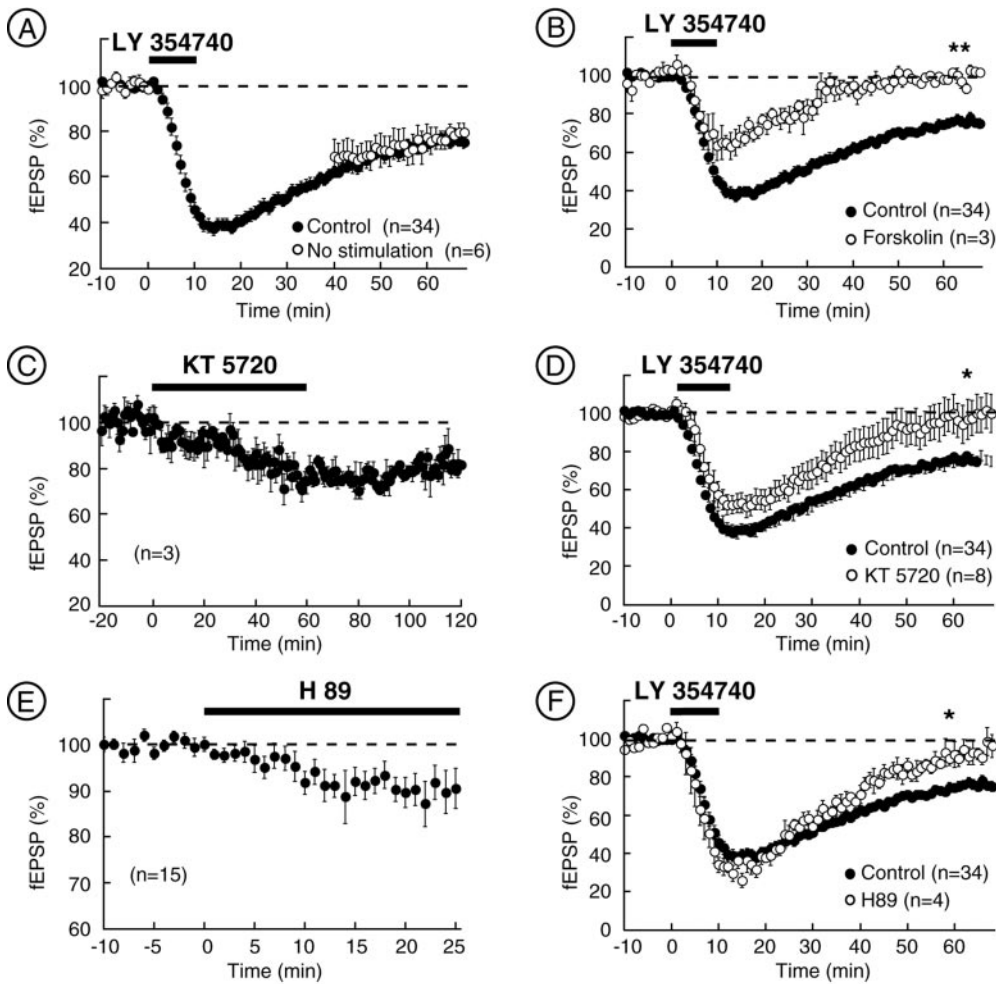 A
LY 354740
fEPSP (%)
100
80
60
40
20
-10 0 10 20 30 40 50 60
Time (min)
Control (n=34)
No stimulation (n=6)
B
LY 354740
**
fEPSP (%)
100
80
60
40
20
0
-10 0 10 20 30 40 50 60
Time (min)
Control (n=34)
Forskolin (n=3)
C
KT 5720
fEPSP (%)
100
80
60
40
20
-20 0 20 40 60 80 100 120
Time (min)
(n=3)
D
LY 354740
*
fEPSP (%)
100
80
60
40
20
0
-10 0 10 20 30 40 50 60
Time (min)
Control (n=34)
KT 5720 (n=8)
E
H 89
fEPSP (%)
100
90
80
70
60
-10 -5 0 5 10 15 20 25
Time (min)
(n=15)
F
LY 354740
*
fEPSP (%)
100
80
60
40
20
0
-10 0 10 20 30 40 50 60
Time (min)
Control (n=34)
H89 (n=4)